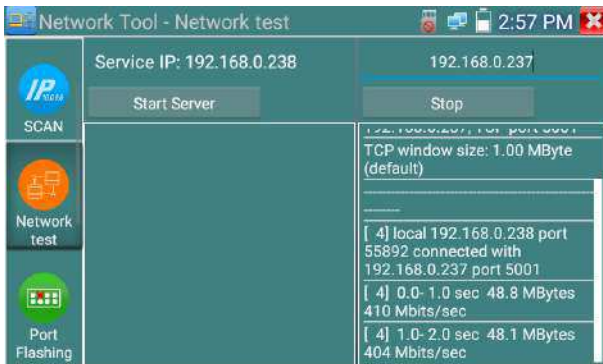 Network Tool - Network test
2:57 PM
Service IP: 192.168.0.238
192.168.0.237
Start Server
Stop
IP
SCAN
Network
test
Port
Flashing
TCP window size: 1.00 MByte
(default)
[ 4] local 192.168.0.238 port
55892 connected with
192.168.0.237 port 5001
[ 4] 0.0- 1.0 sec 48.8 MBytes
410 Mbits/sec
[ 4] 1.0- 2.0 sec 48.1 MBytes
404 Mbits/sec